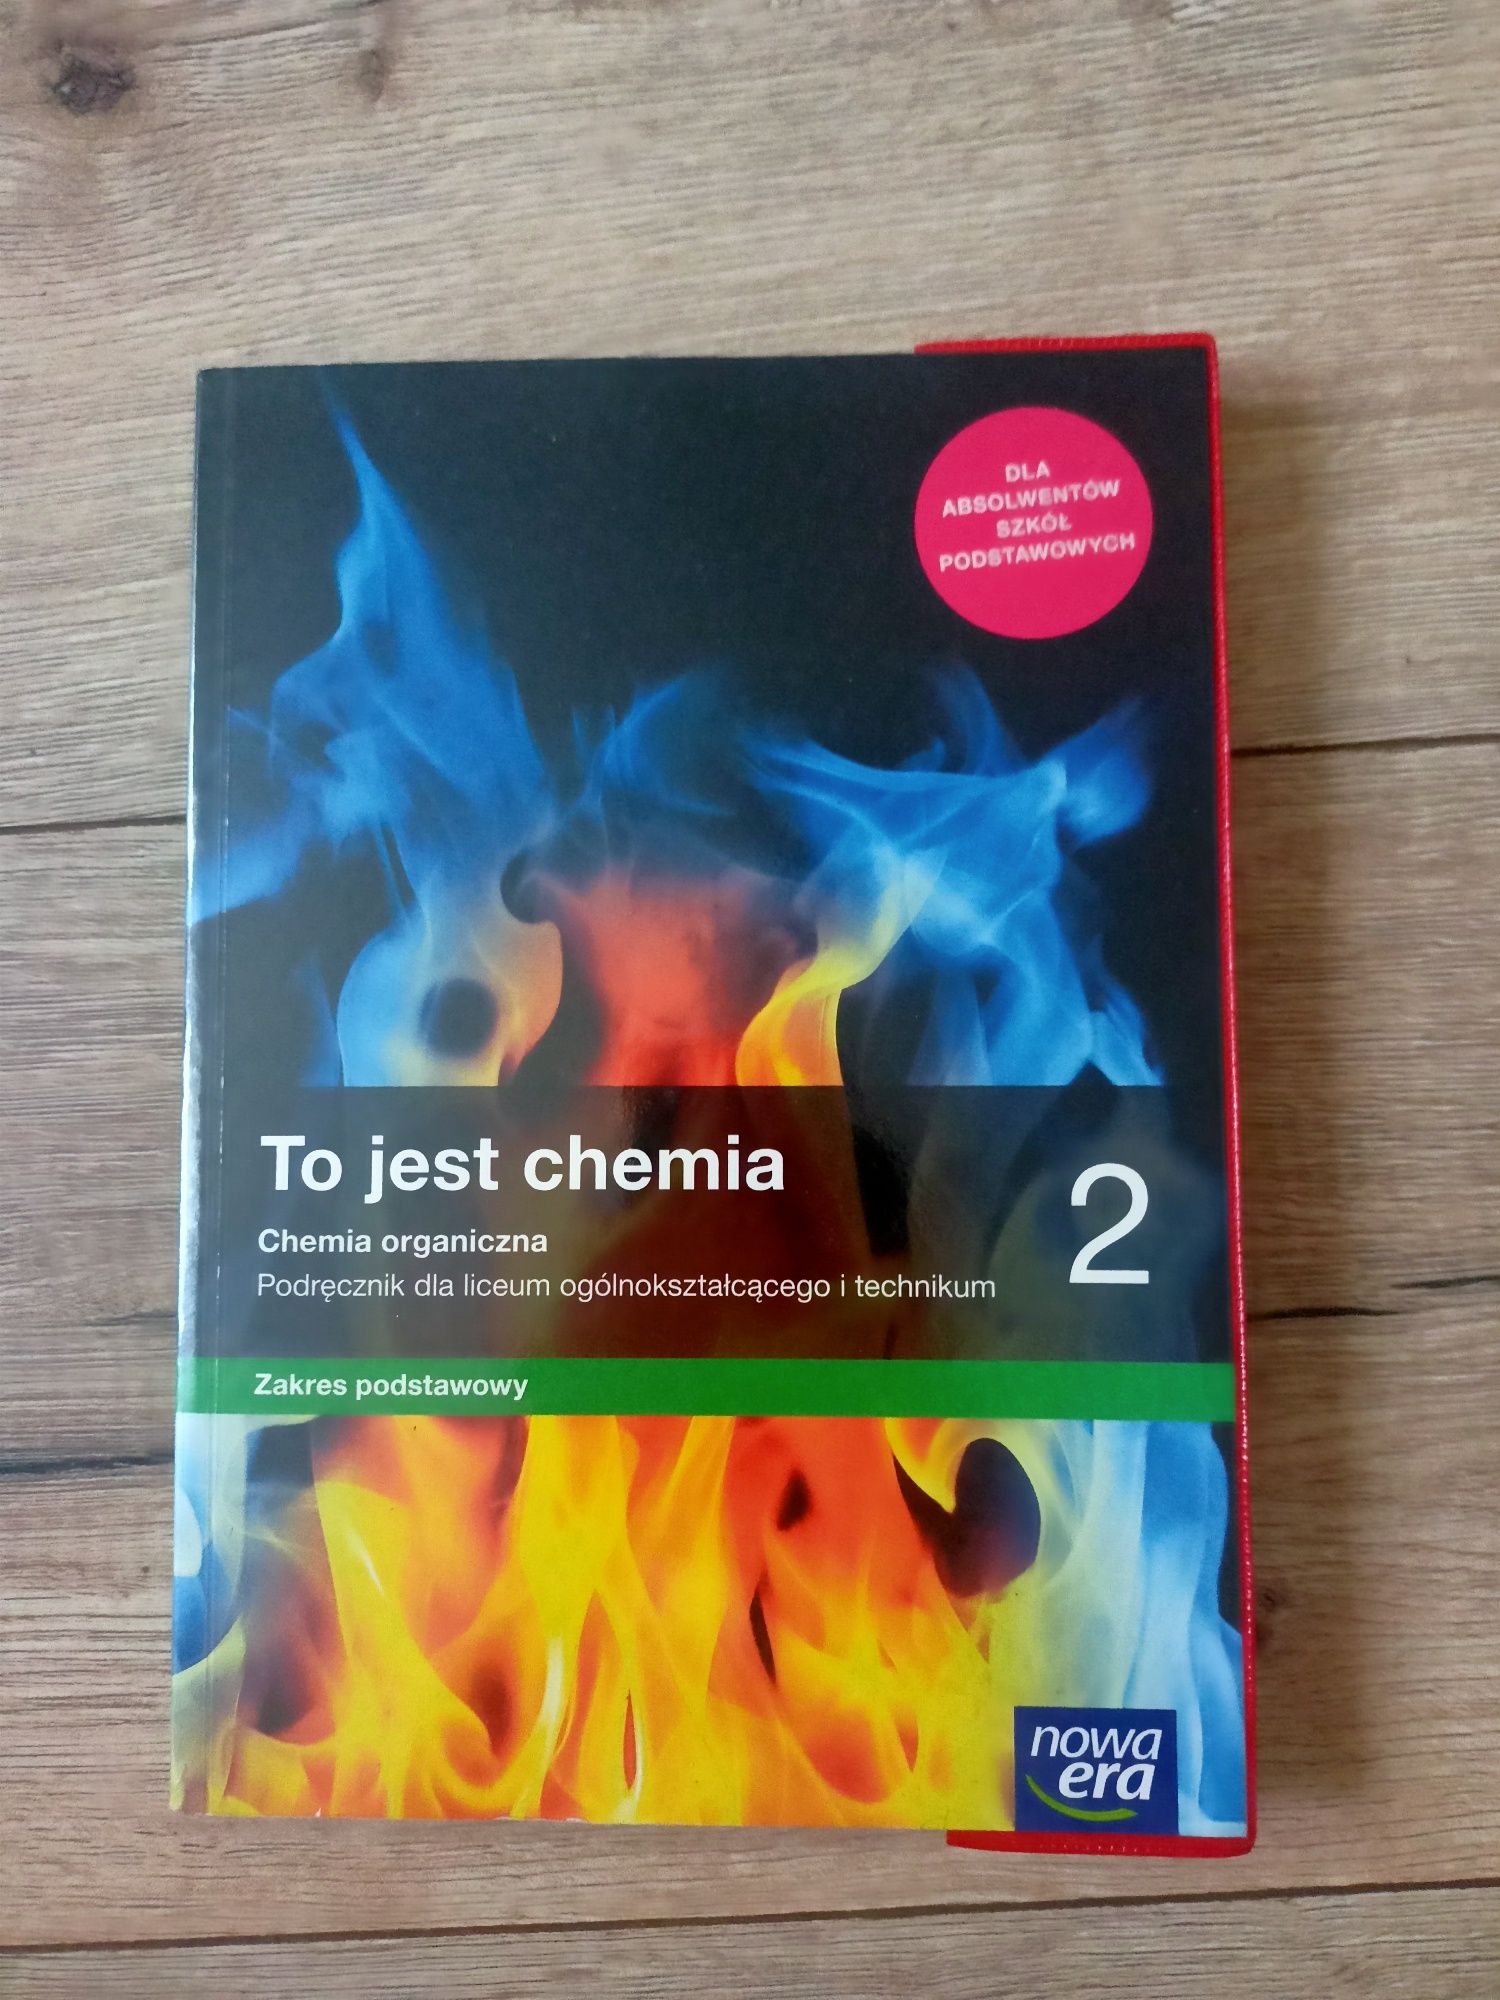 DLA
ABSOLWENTÓW
SZKÓŁ
PODSTAWOWYCH
To jest chemia
2
Chemia organiczna
Podręcznik dla liceum ogólnokształcącego i technikum
Zakres podstawowy
nowa
era